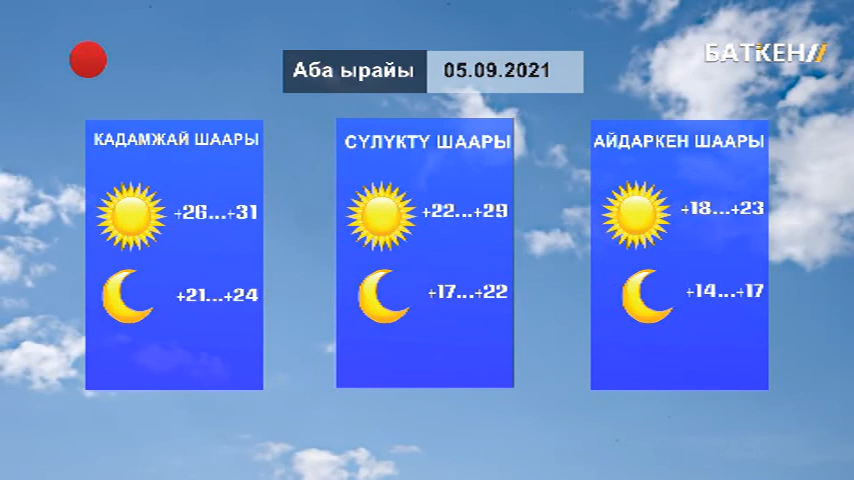 БАТКЕН
Аба ырайы 05.09.2021
КАДАМЖАЙ ШААРЫ
+26...+31
+21...+24
СҮЛҮКТҮ ШААРЫ
+22...+29
+17...+22
АЙДАРКЕН ШААРЫ
+18...+23
+14...+17